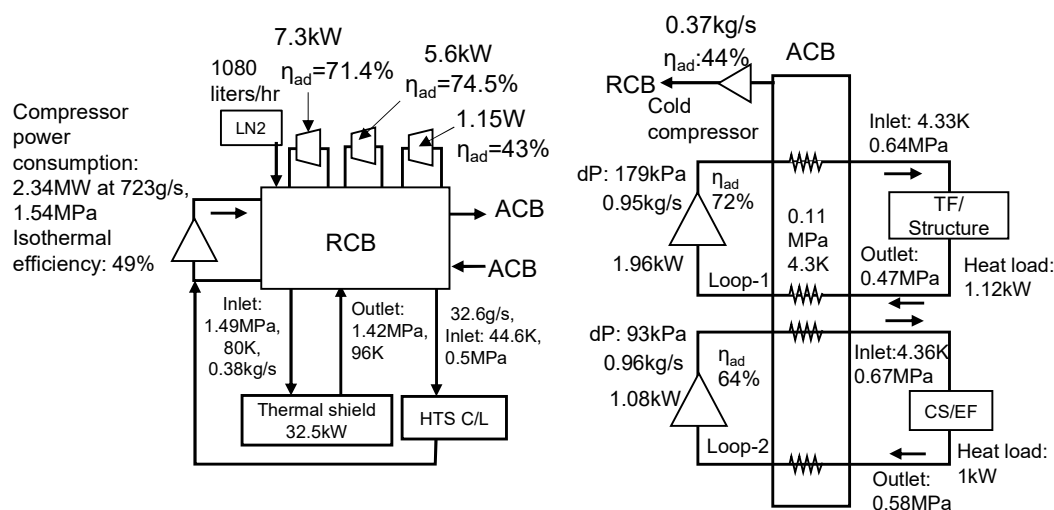 7.3kW
η_ad=71.4%
5.6kW
η_ad=74.5%
1.15W
η_ad=43%
1080
liters/hr
LN2
Compressor
power
consumption:
2.34MW at 723g/s,
1.54MPa
Isothermal
efficiency: 49%
RCB
ACB
ACB
Inlet:
1.49MPa,
80K,
0.38kg/s
Outlet:
1.42MPa,
96K
32.6g/s,
Inlet: 44.6K,
0.5MPa
Thermal shield
32.5kW
HTS C/L
0.37kg/s
η_ad:44%
RCB
Cold
compressor
ACB
Inlet: 4.33K
0.64MPa
dP: 179kPa
0.95kg/s
η_ad
72%
1.96kW
Loop-1
0.11
MPa
4.3K
TF/
Structure
Outlet:
0.47MPa
Heat load:
1.12kW
dP: 93kPa
0.96kg/s
η_ad
64%
1.08kW
Loop-2
Inlet:4.36K
0.67MPa
CS/EF
Heat load:
1kW
Outlet:
0.58MPa